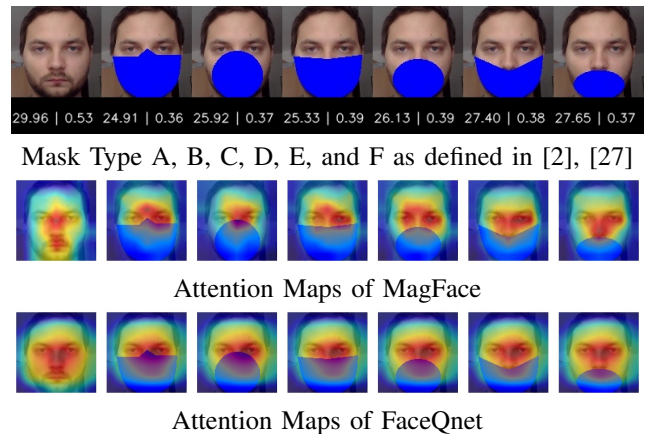 29.96 | 0.53 24.91 | 0.36 25.92 | 0.37 25.33 | 0.39 26.13 | 0.39 27.40 | 0.38 27.65 | 0.37
Mask Type A, B, C, D, E, and F as defined in [2], [27]
Attention Maps of MagFace
Attention Maps of FaceQnet